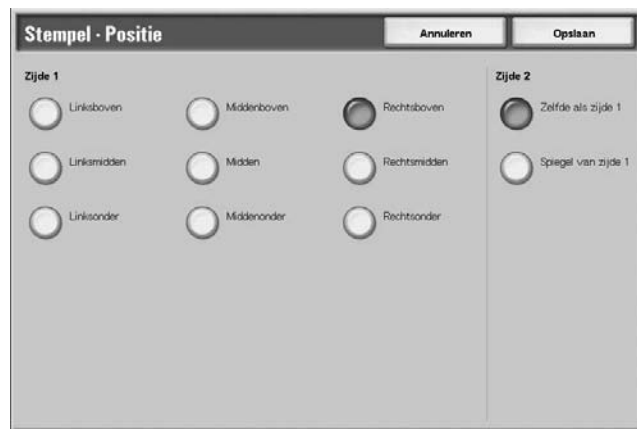 Stempel · Positie
Annuleren
Opslaan
Zijde 1
Zijde 2
Linksboven
Middenboven
Rechtsboven
Zelfde als zijde 1
Linksmidden
Midden
Rechtsmidden
Spiegel van zijde 1
Linksonder
Middenonder
Rechtsonder